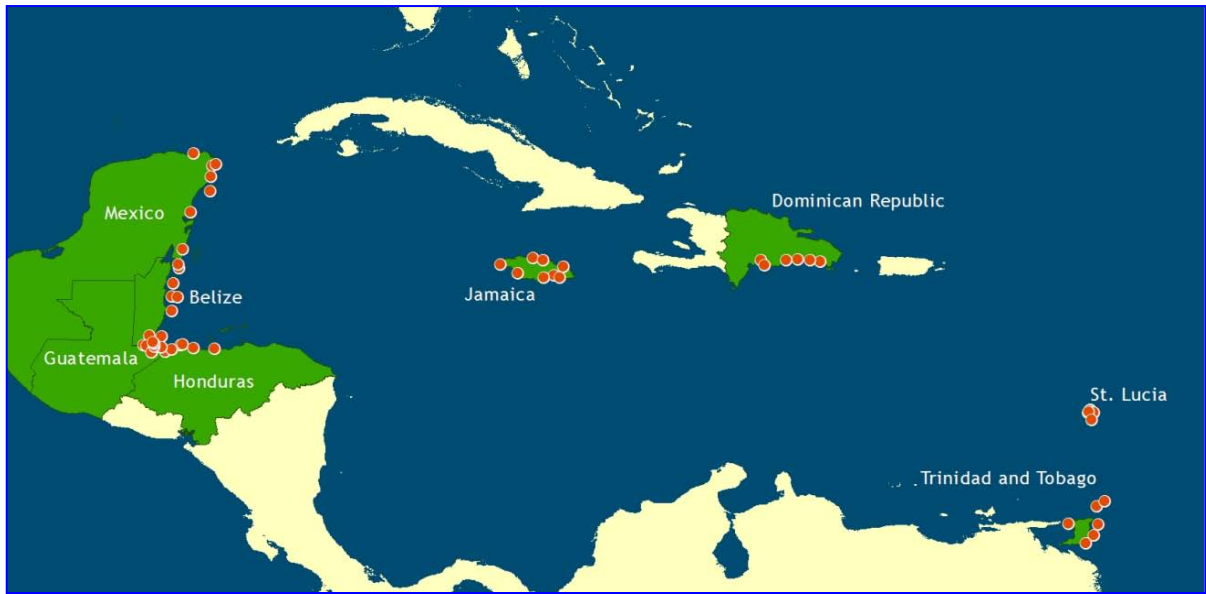 Mexico
Dominican Republic
Jamaica
Belize
Guatemala
Honduras
St. Lucia
Trinidad and Tobago